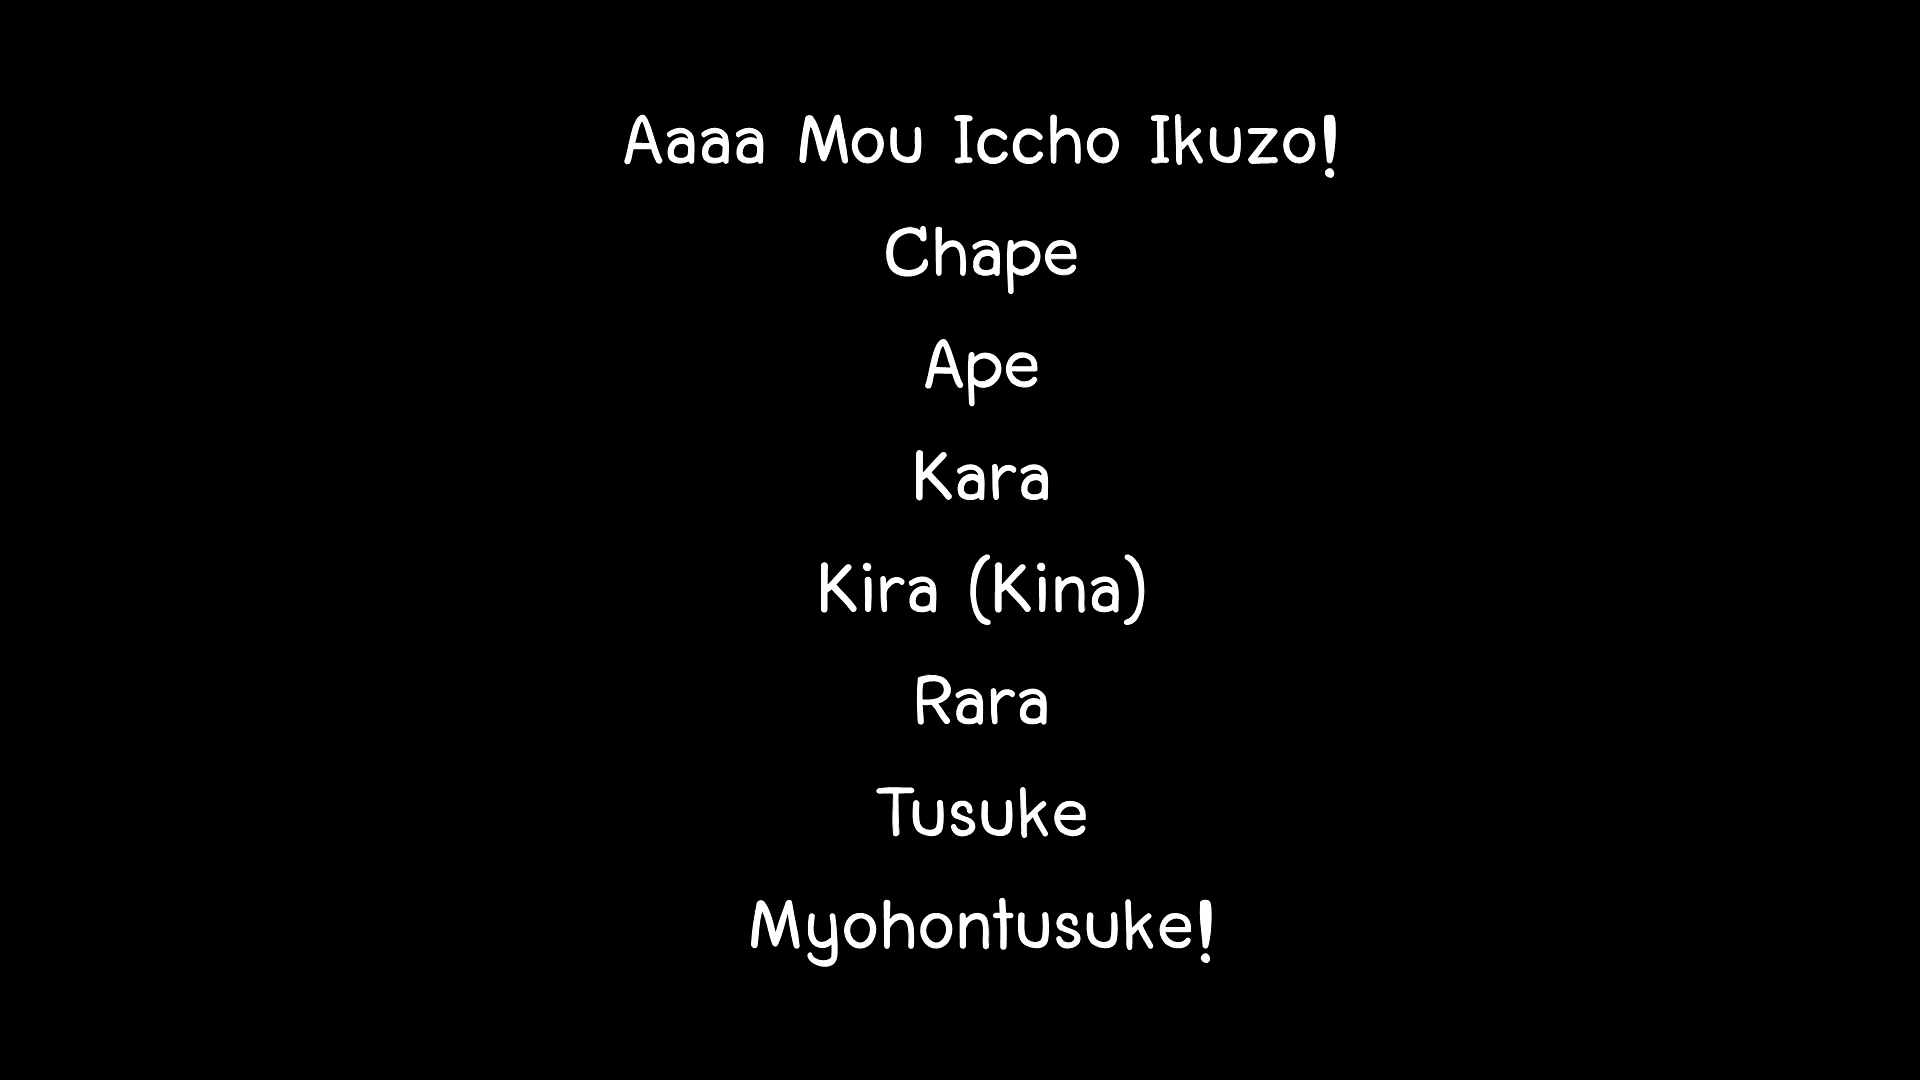 Aaaa Mou Iccho Ikuzo!
Chape
Ape
Kara
Kira (Kina)
Rara
Tusuke
Myohontusuke!